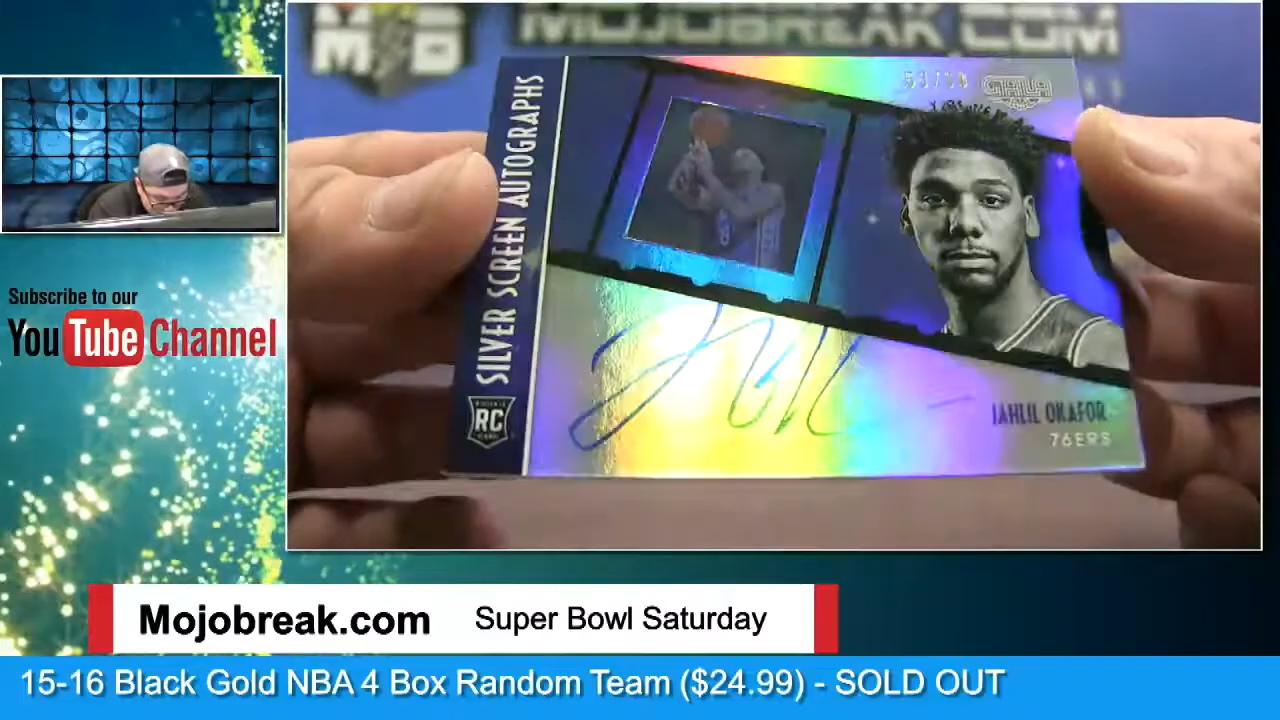 MOJOBREAK.COM
GALA
SILVER SCREEN AUTOGRAPHS
RC
JAHLIL OKAFOR
76ERS
Subscribe to our
YouTube Channel
Mojobreak.com Super Bowl Saturday
15-16 Black Gold NBA 4 Box Random Team ($24.99) - SOLD OUT